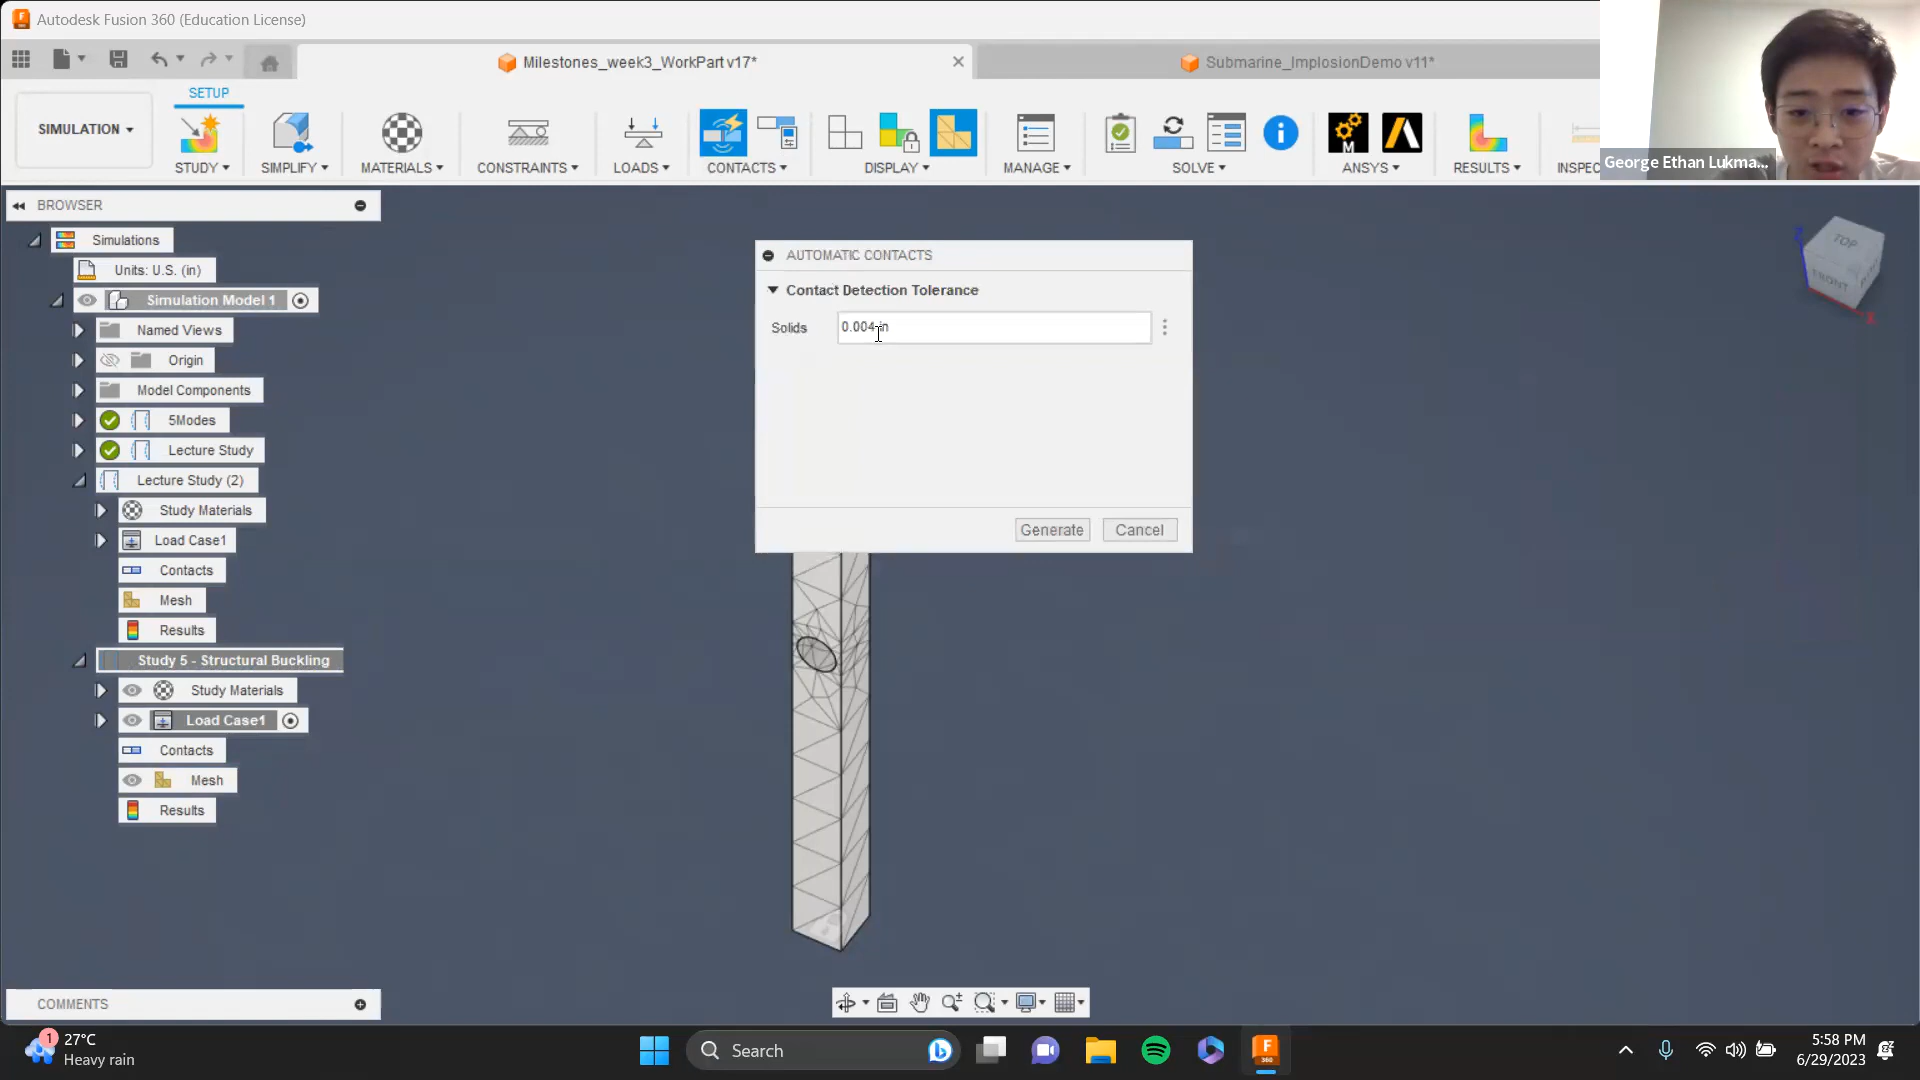 Autodesk Fusion 360 (Education License)
Milestones_week3_WorkPart v17*
Submarine_ImplosionDemo v11*
SETUP
SIMULATION
STUDY
SIMPLIFY
MATERIALS
CONSTRAINTS
LOADS
CONTACTS
DISPLAY
MANAGE
SOLVE
M
ANSYS
RESULTS
INSPEC
George Ethan Lukma...
BROWSER
Simulations
Units: U.S. (in)
Simulation Model 1
Named Views
Origin
Model Components
5Modes
Lecture Study
Lecture Study (2)
Study Materials
Load Case1
Contacts
Mesh
Results
Study 5 - Structural Buckling
Study Materials
Load Case1
Contacts
Mesh
Results
COMMENTS
AUTOMATIC CONTACTS
Contact Detection Tolerance
Solids
0.004 in
Generate
Cancel
TOP
FRONT
Z
X
1
27°C
Heavy rain
Search
F
360
5:58 PM
6/29/2023